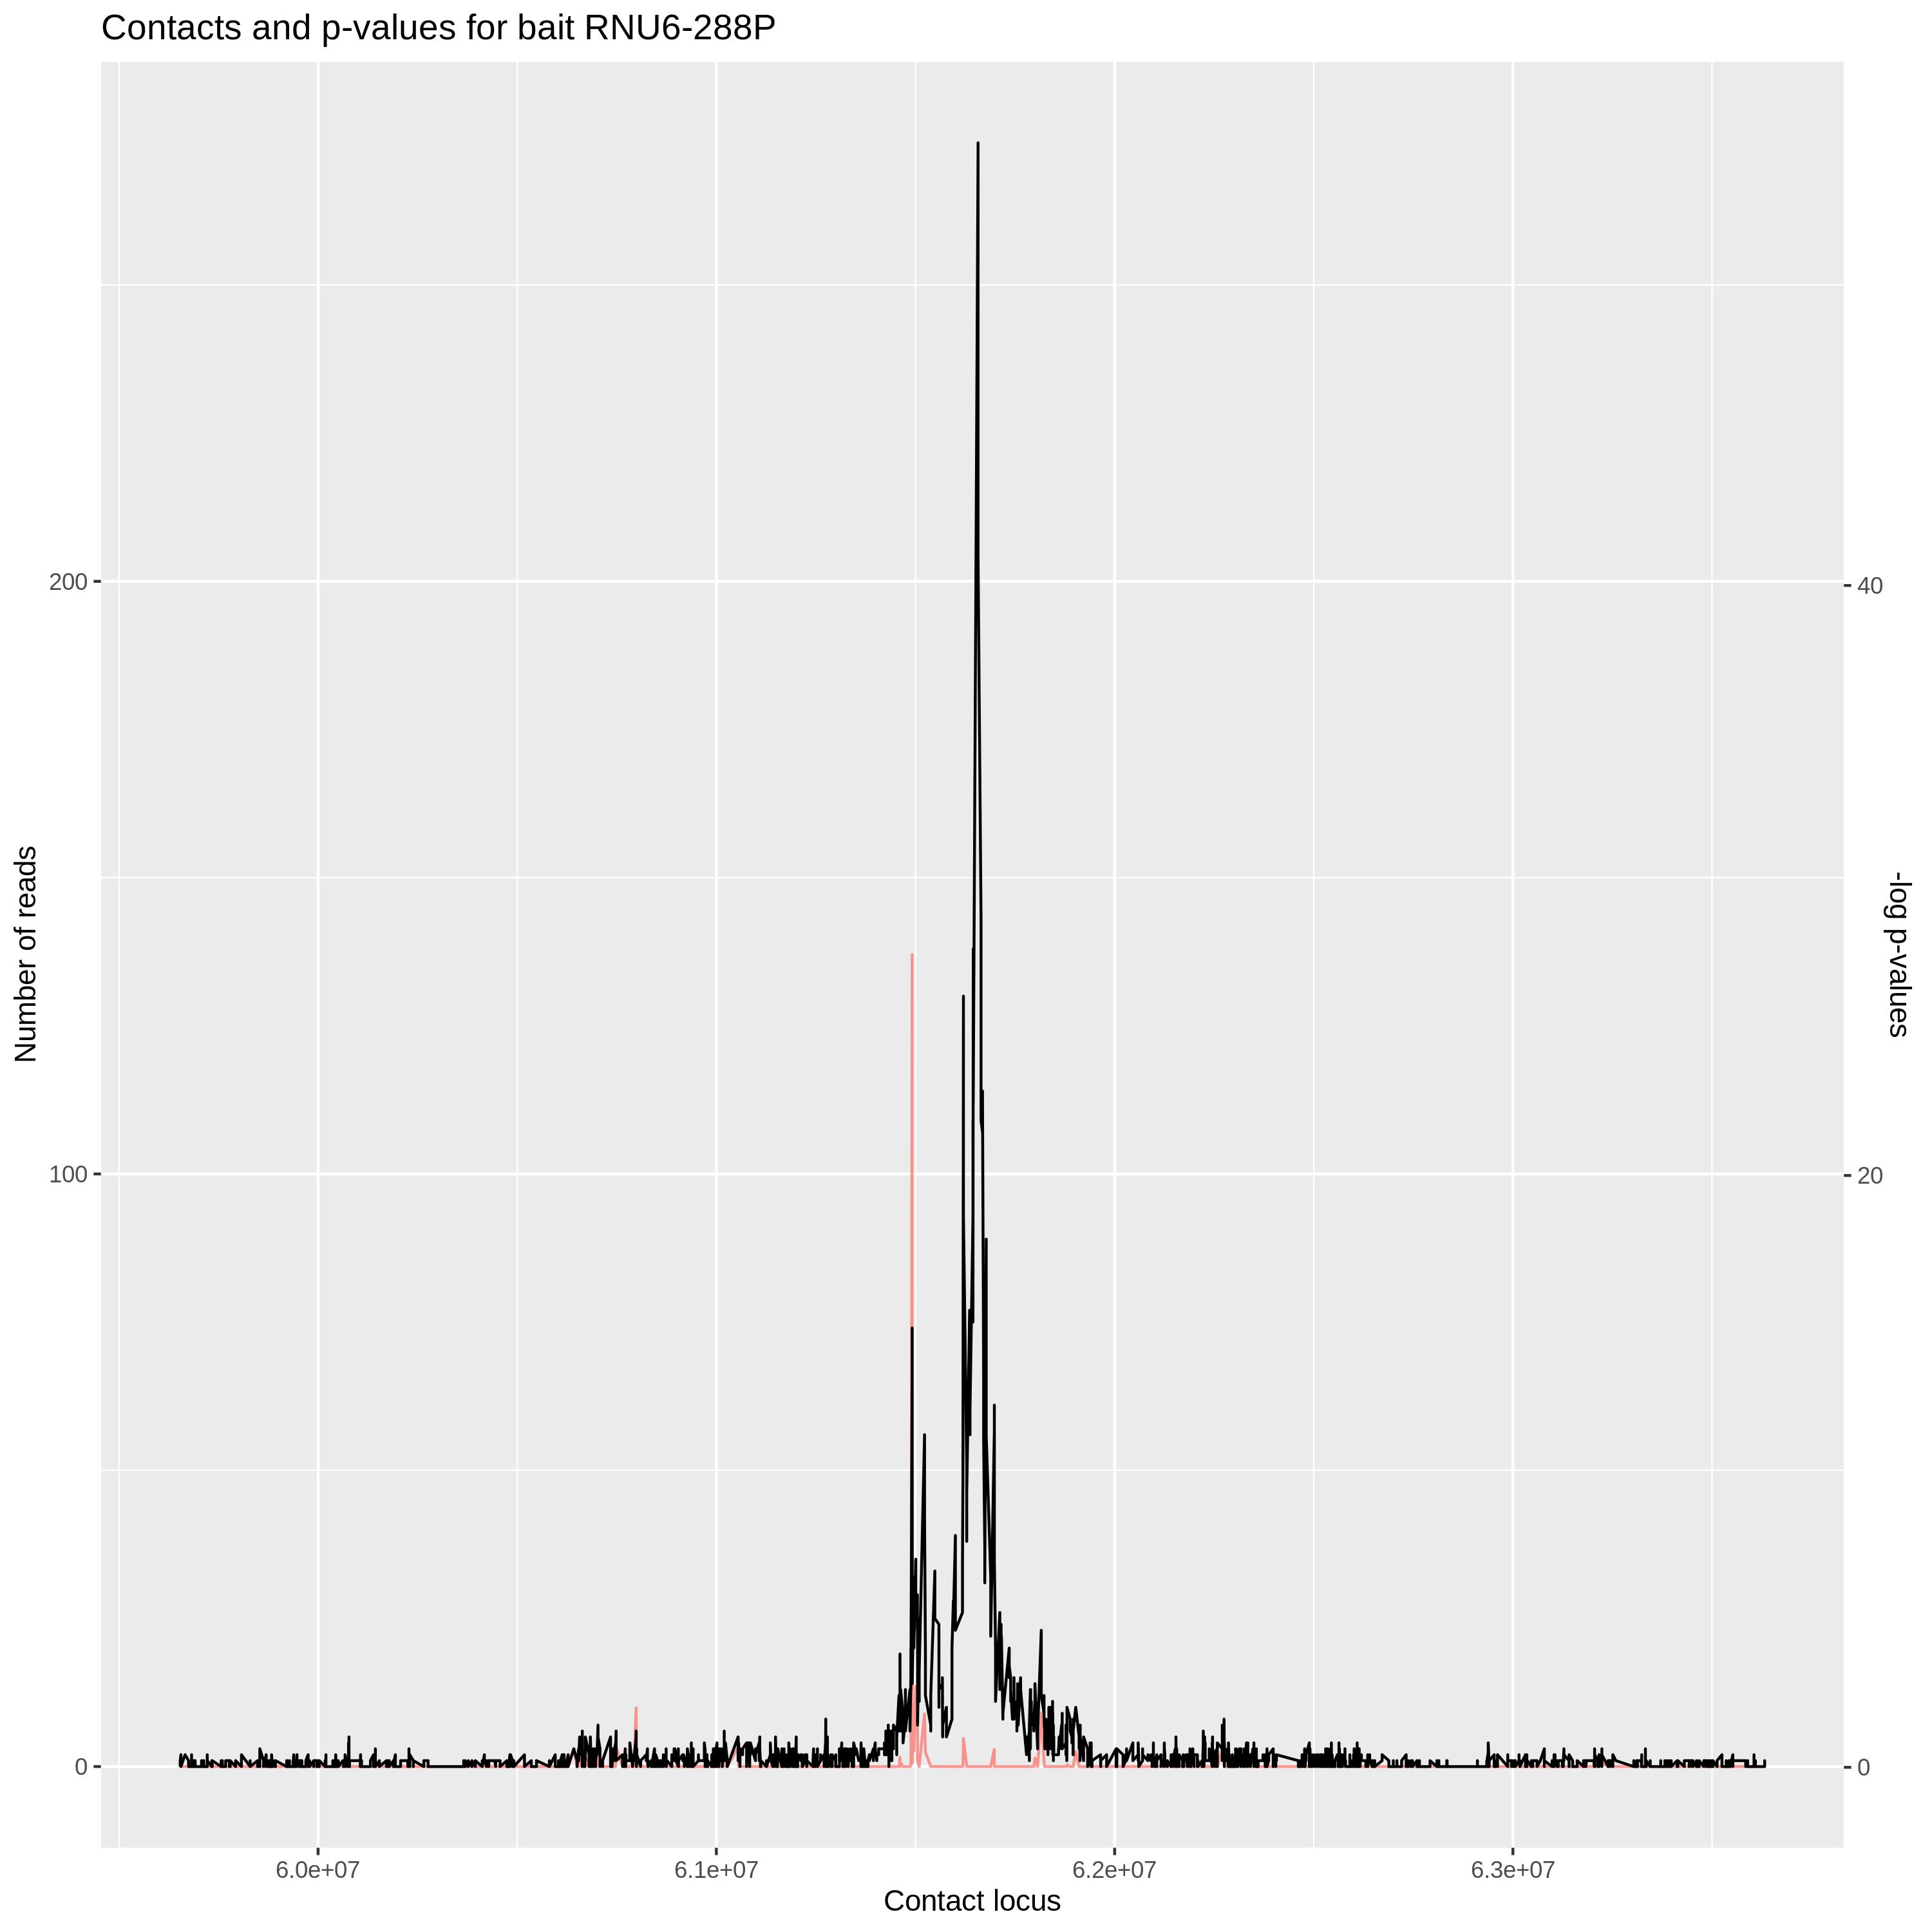 Contacts and p-values for bait RNU6-288P
Number of reads
200
100
0
40
20
0
-log p-values
6.0e+07
6.1e+07
6.2e+07
6.3e+07
Contact locus